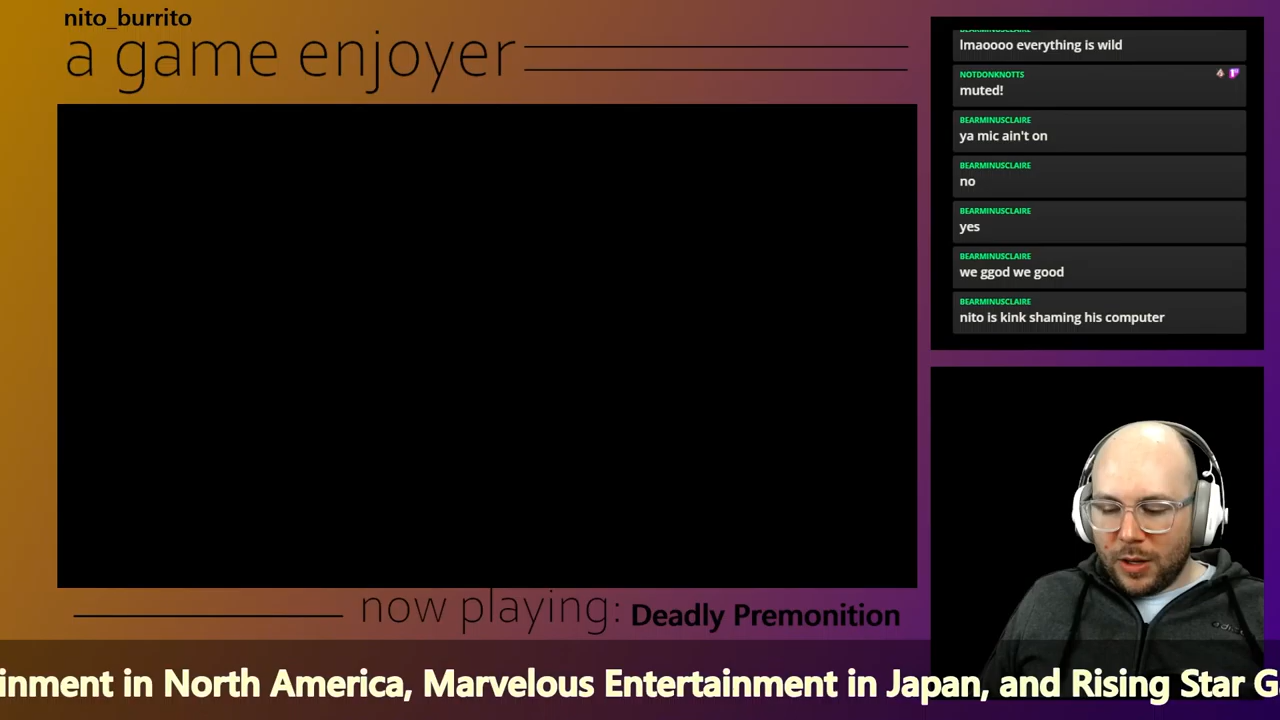 nito_burrito
a game enjoyer
lmaoooo everything is wild
NOTDONKNOTTS
muted!
BEARMINUSCLAIRE
ya mic ain't on
BEARMINUSCLAIRE
no
BEARMINUSCLAIRE
yes
BEARMINUSCLAIRE
we ggod we good
BEARMINUSCLAIRE
nito is kink shaming his computer
now playing: Deadly Premonition
inment in North America, Marvelous Entertainment in Japan, and Rising Star G